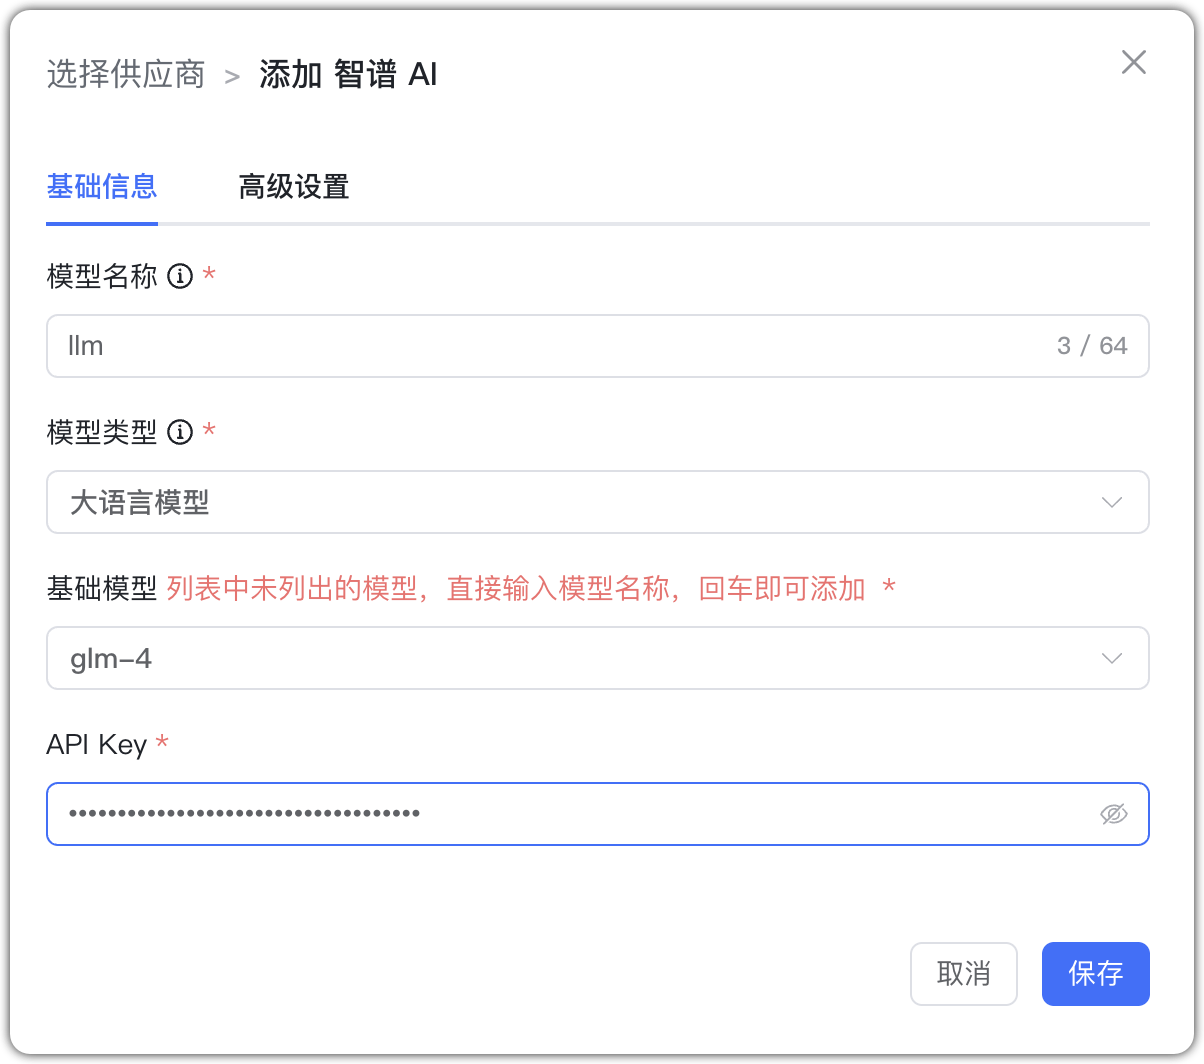 选择供应商 > 添加 智谱 AI
基础信息 高级设置
模型名称 *
llm 3 / 64
模型类型 *
大语言模型
基础模型 列表中未列出的模型，直接输入模型名称，回车即可添加 *
glm-4
API Key *
••••••••••••••••••••••••••••••••••••
取消 保存